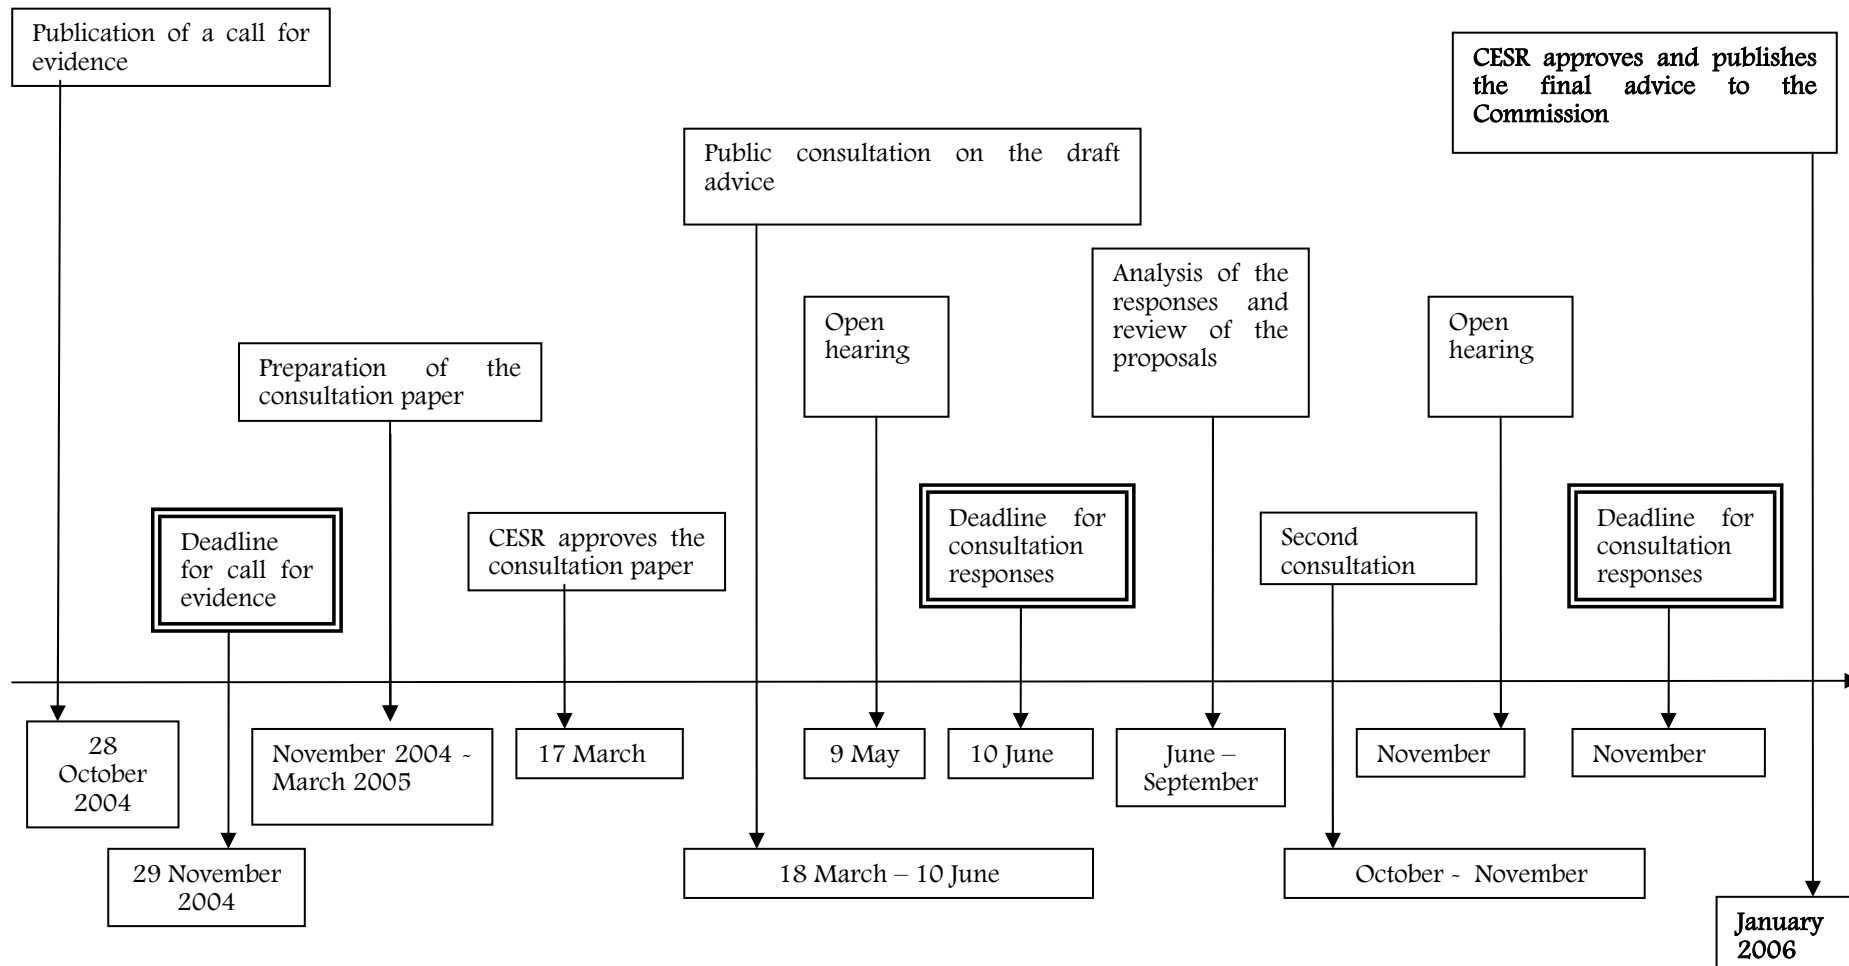 Publication of a call for
evidence
CESR approves and publishes
the final advice to the
Commission
Public consultation on the draft
advice
Analysis of the
responses and
review of the
proposals
Open
hearing
Open
hearing
Preparation of the
consultation paper
Deadline
for call for
evidence
CESR approves the
consultation paper
Deadline for
consultation
responses
Second
consultation
Deadline for
consultation
responses
28
October
2004
November 2004 -
March 2005
17 March
9 May
10 June
June –
September
November
November
29 November
2004
18 March – 10 June
October - November
January
2006